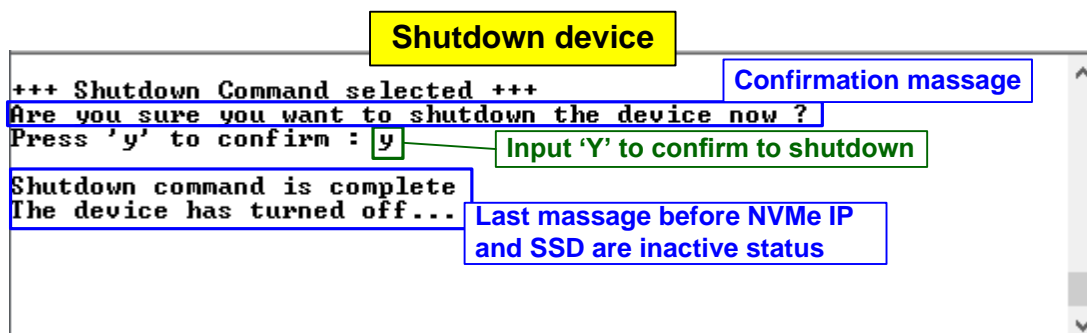 Shutdown device
+++ Shutdown Command selected +++
Confirmation massage
Are you sure you want to shutdown the device now ?
Press 'y' to confirm : y
Input ‘Y’ to confirm to shutdown
Shutdown command is complete
The device has turned off...
Last massage before NVMe IP
and SSD are inactive status